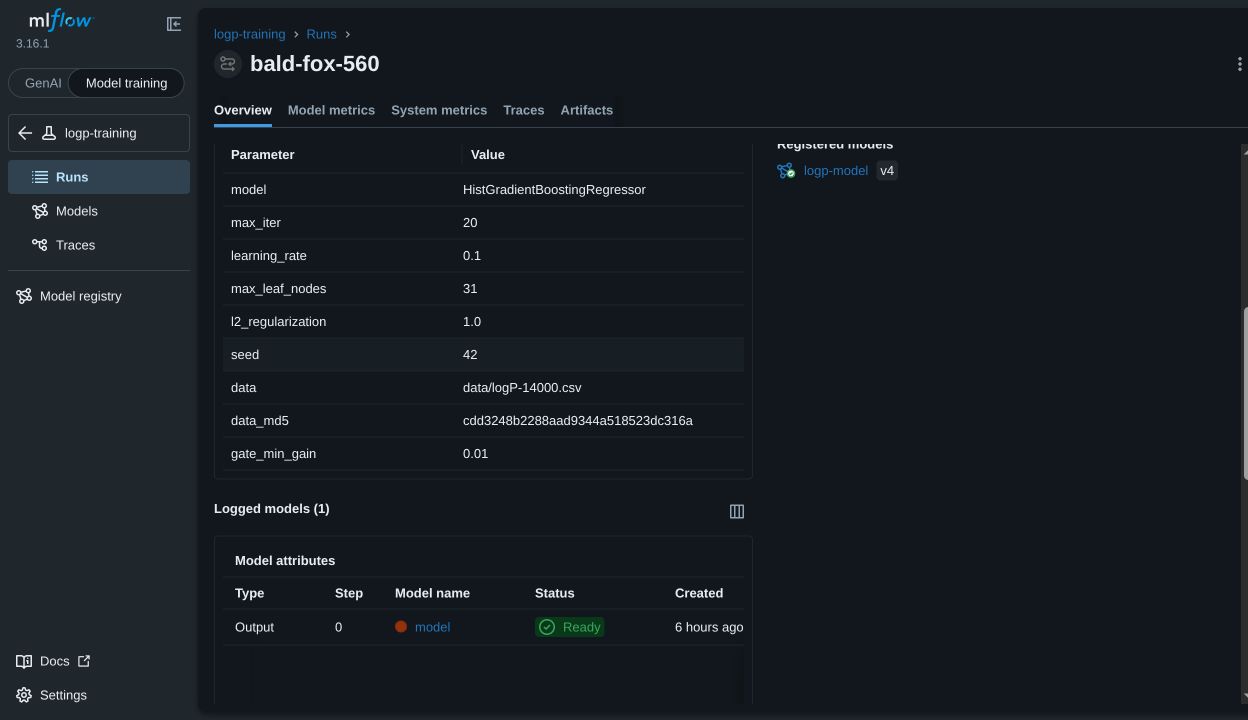 mlflow
3.16.1
GenAI Model training
logp-training
Runs
Models
Traces
Model registry
Docs
Settings
logp-training > Runs >
bald-fox-560
Overview Model metrics System metrics Traces Artifacts
Parameter Value
model HistGradientBoostingRegressor
max_iter 20
learning_rate 0.1
max_leaf_nodes 31
l2_regularization 1.0
seed 42
data data/logP-14000.csv
data_md5 cdd3248b2288aad9344a518523dc316a
gate_min_gain 0.01
Logged models (1)
Model attributes
Type Step Model name Status Created
Output 0 model Ready 6 hours ago
Registered models
logp-model v4